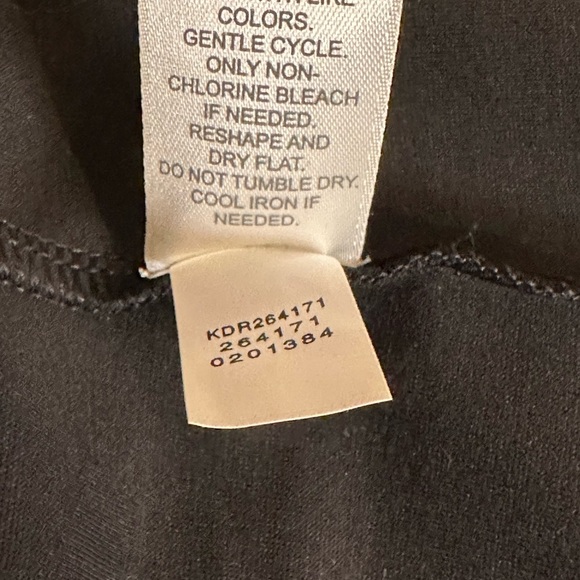 LIKE
COLORS.
GENTLE CYCLE.
ONLY NON-
CHLORINE BLEACH
IF NEEDED.
RESHAPE AND
DRY FLAT.
DO NOT TUMBLE DRY.
COOL IRON IF
NEEDED.
KDR264171
264171
0201384